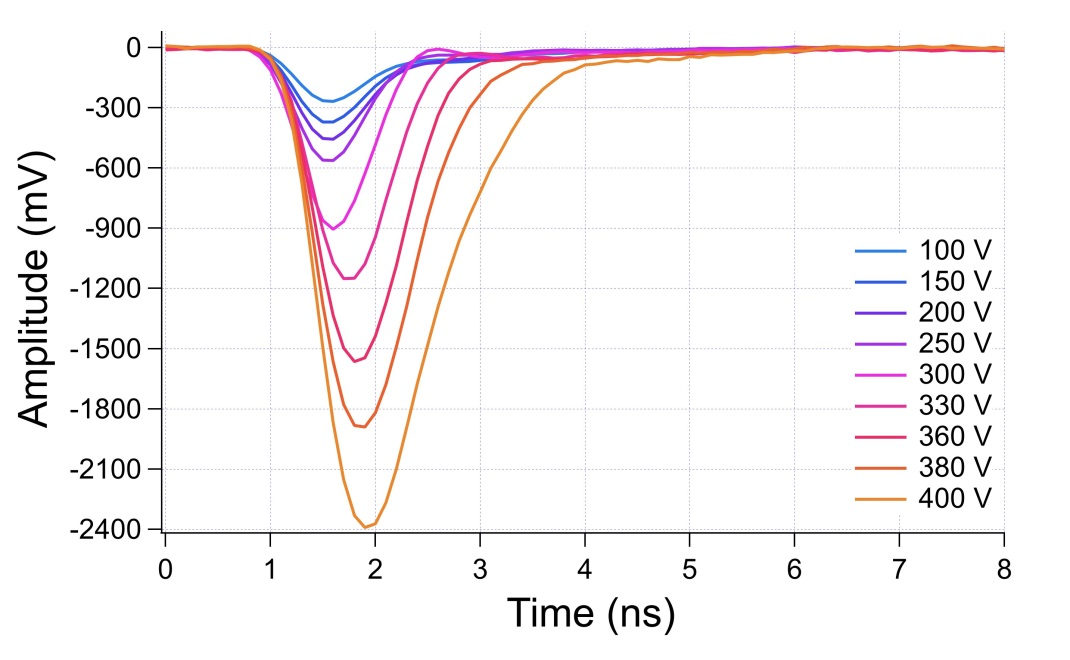 0
-300
-600
-900
-1200
-1500
-1800
-2100
-2400
Amplitude (mV)
100 V
150 V
200 V
250 V
300 V
330 V
360 V
380 V
400 V
0 1 2 3 4 5 6 7 8
Time (ns)